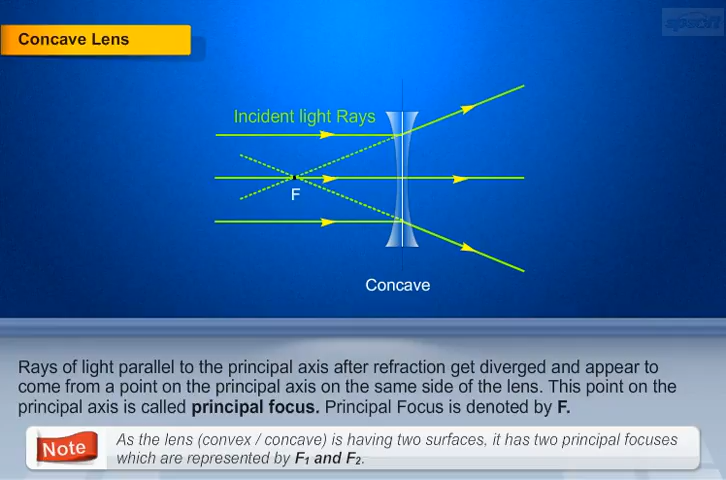 Concave Lens
Incident light Rays
F
Concave
Rays of light parallel to the principal axis after refraction get diverged and appear to
come from a point on the principal axis on the same side of the lens. This point on the
principal axis is called principal focus. Principal Focus is denoted by F.
Note
As the lens (convex / concave) is having two surfaces, it has two principal focuses
which are represented by F₁ and F₂.